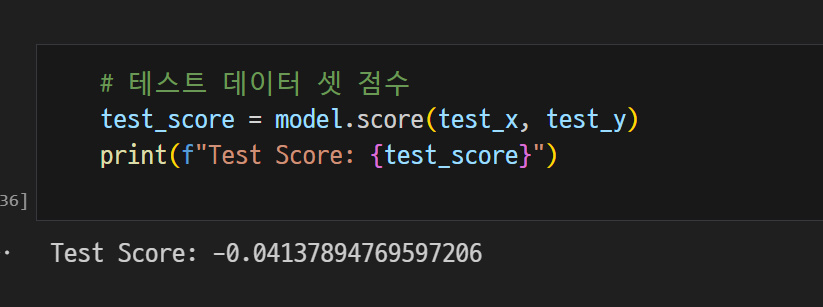 # 테스트 데이터 셋 점수
test_score = model.score(test_x, test_y)
print(f"Test Score: {test_score}")
36]
Test Score: -0.04137894769597206